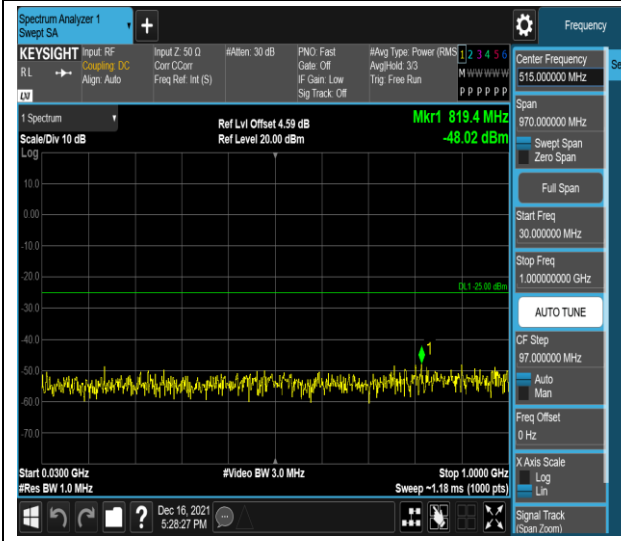 Spectrum Analyzer 1
Swept SA
+
Frequency
KEYSIGHT
RL
Input: RF
Coupling: DC
Align: Auto
Input Z: 50 Ω
Corr CCorr
Freq Ref: Int (S)
#Atten: 30 dB
PNO: Fast
Gate: Off
IF Gain: Low
Sig Track: Off
#Avg Type: Power (RMS
Avg|Hold: 3/3
Trig: Free Run
1 2 3 4 5 6
M W W W W W
P P P P P P
LXI
1 Spectrum
Scale/Div 10 dB
Log
Ref Lvl Offset 4.59 dB
Ref Level 20.00 dBm
Mkr1 819.4 MHz
-48.02 dBm
10.0
0.00
-10.0
-20.0
DL1 -25.00 dBm
-30.0
-40.0
1
-50.0
-60.0
-70.0
Start 0.0300 GHz
#Res BW 1.0 MHz
#Video BW 3.0 MHz
Stop 1.0000 GHz
Sweep ~1.18 ms (1000 pts)
?
Dec 16, 2021
5:28:27 PM
Center Frequency
515.000000 MHz
Se
Span
970.000000 MHz
Swept Span
Zero Span
Full Span
Start Freq
30.000000 MHz
Stop Freq
1.000000000 GHz
AUTO TUNE
CF Step
97.000000 MHz
Auto
Man
Freq Offset
0 Hz
X Axis Scale
Log
Lin
Signal Track
(Span Zoom)